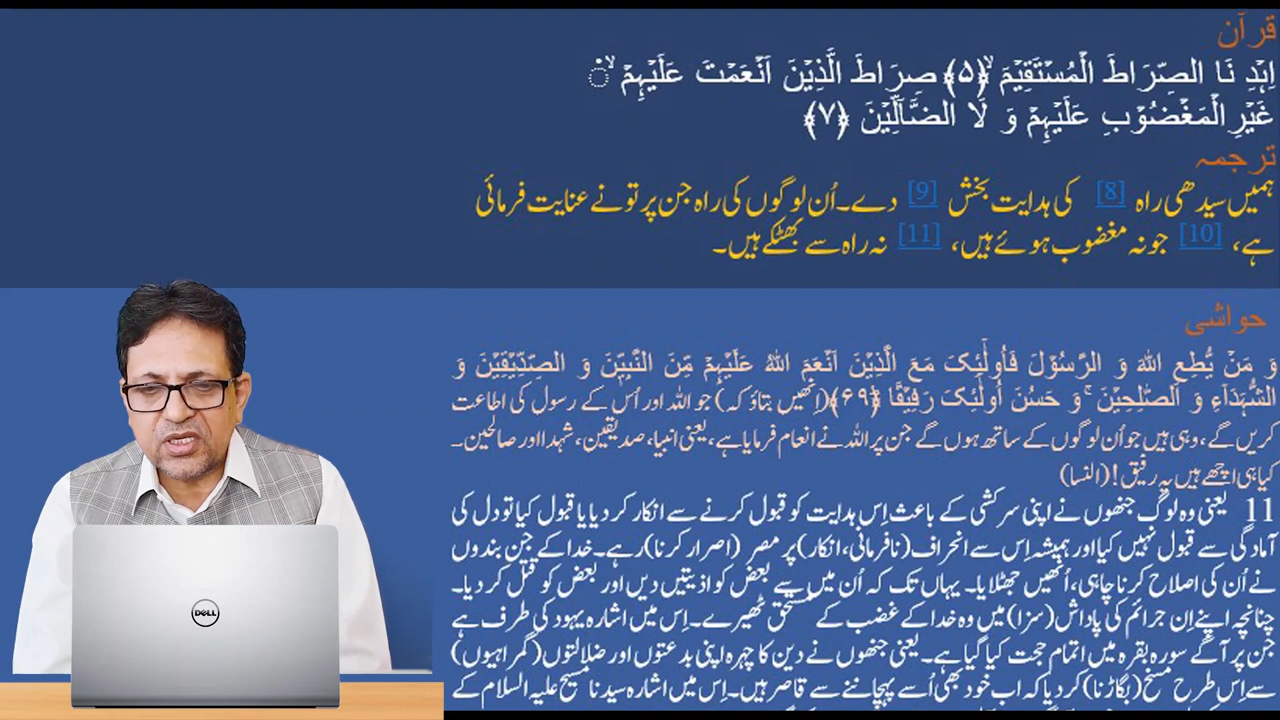 قرآن
اِہۡدِ نَا الصِّرَاطَ الۡمُسۡتَقِیۡمَ ۙ﴿۵﴾ صِرَاطَ الَّذِیۡنَ اَنۡعَمۡتَ عَلَیۡہِمۡ ۙ۬
غَیۡرِ الۡمَغۡضُوۡبِ عَلَیۡہِمۡ وَ لَا الضَّآلِّیۡنَ ﴿۷﴾
ترجمہ
ہمیں سیدھی راہ [8] کی ہدایت بخش [9] دے۔اُن لوگوں کی راہ جن پر تو نے عنایت فرمائی
ہے، [10] جو نہ مغضوب ہوئے ہیں، [11] نہ راہ سے بھٹکے ہیں۔
حواشی
وَ مَنۡ یُّطِعِ اللّٰہَ وَ الرَّسُوۡلَ فَاُولٰٓئِکَ مَعَ الَّذِیۡنَ اَنۡعَمَ اللّٰہُ عَلَیۡہِمۡ مِّنَ النَّبِیّٖنَ وَ الصِّدِّیۡقِیۡنَ وَ
الشُّہَدَآءِ وَ الصّٰلِحِیۡنَ ۚ وَ حَسُنَ اُولٰٓئِکَ رَفِیۡقًا ﴿۶۹﴾(اِنھیں بتاؤ کہ) جو اللہ اور اُس کے رسول کی اطاعت
کریں گے، وہی ہیں جو اُن لوگوں کے ساتھ ہوں گے جن پر اللہ نے انعام فرمایا ہے، یعنی انبیا، صدیقین، شہدا اور صالحین۔
کیا ہی اچھے ہیں یہ رفیق! (النسا)
11 یعنی وہ لوگ جنھوں نے اپنی سرکشی کے باعث اِس ہدایت کو قبول کرنے سے انکار کر دیا یا قبول کیا تو دل کی
آمادگی سے قبول نہیں کیا اور ہمیشہ اِس سے انحراف (نافرمانی، انکار) پر مصر (اصرار کرنا) رہے۔ خدا کے جن بندوں
نے اُن کی اصلاح کرنا چاہی، اُنھیں جھٹلایا۔ یہاں تک کہ اُن میں سے بعض کو اذیتیں دیں اور بعض کو قتل کر دیا۔
چنانچہ اپنے اِن جرائم کی پاداش (سزا) میں وہ خدا کے غضب کے مستحق ٹھیرے۔ اِس میں اشارہ یہود کی طرف ہے
جن پر آگے سورہ بقرہ میں اتمام حجت کیا گیا ہے۔ یعنی جنھوں نے دین کا چہرہ اپنی بدعتوں اور ضلالتوں (گمراہیوں)
سے اِس طرح مسخ (بگاڑنا) کر دیا کہ اب خود بھی اُسے پہچاننے سے قاصر ہیں۔ اِس میں اشارہ سیدنا مسیح علیہ السلام کے
DELL